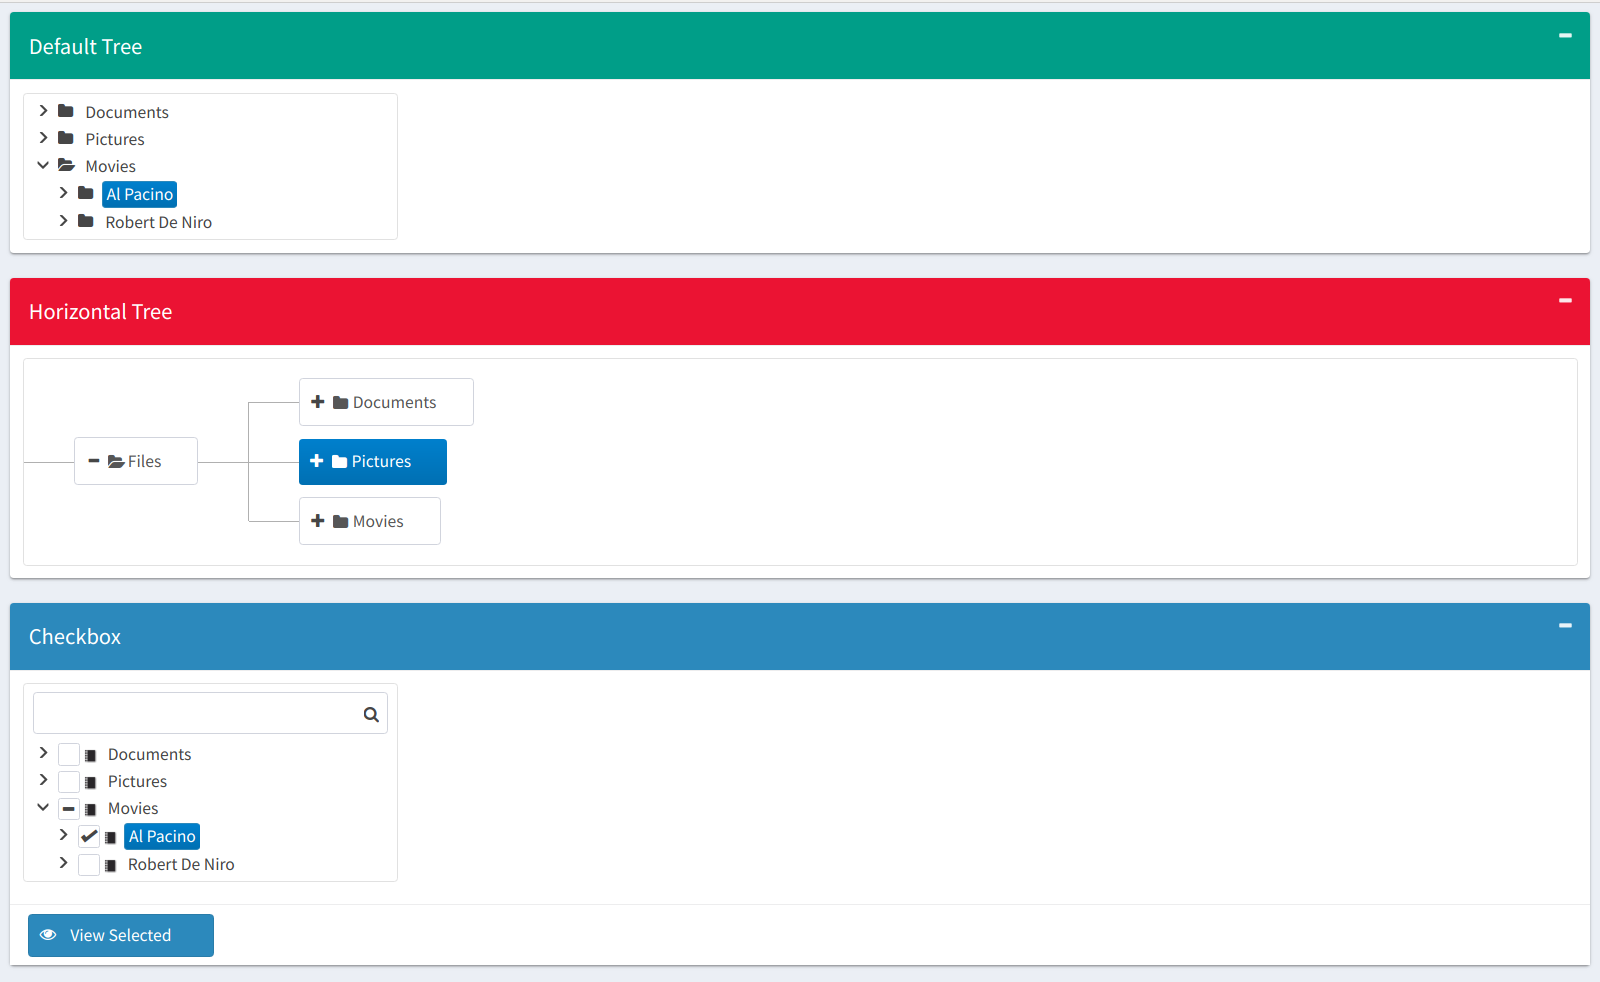 Default Tree
Documents
Pictures
Movies
Al Pacino
Robert De Niro
Horizontal Tree
Documents
Files
Pictures
Movies
Checkbox
Documents
Pictures
Movies
Al Pacino
Robert De Niro
View Selected